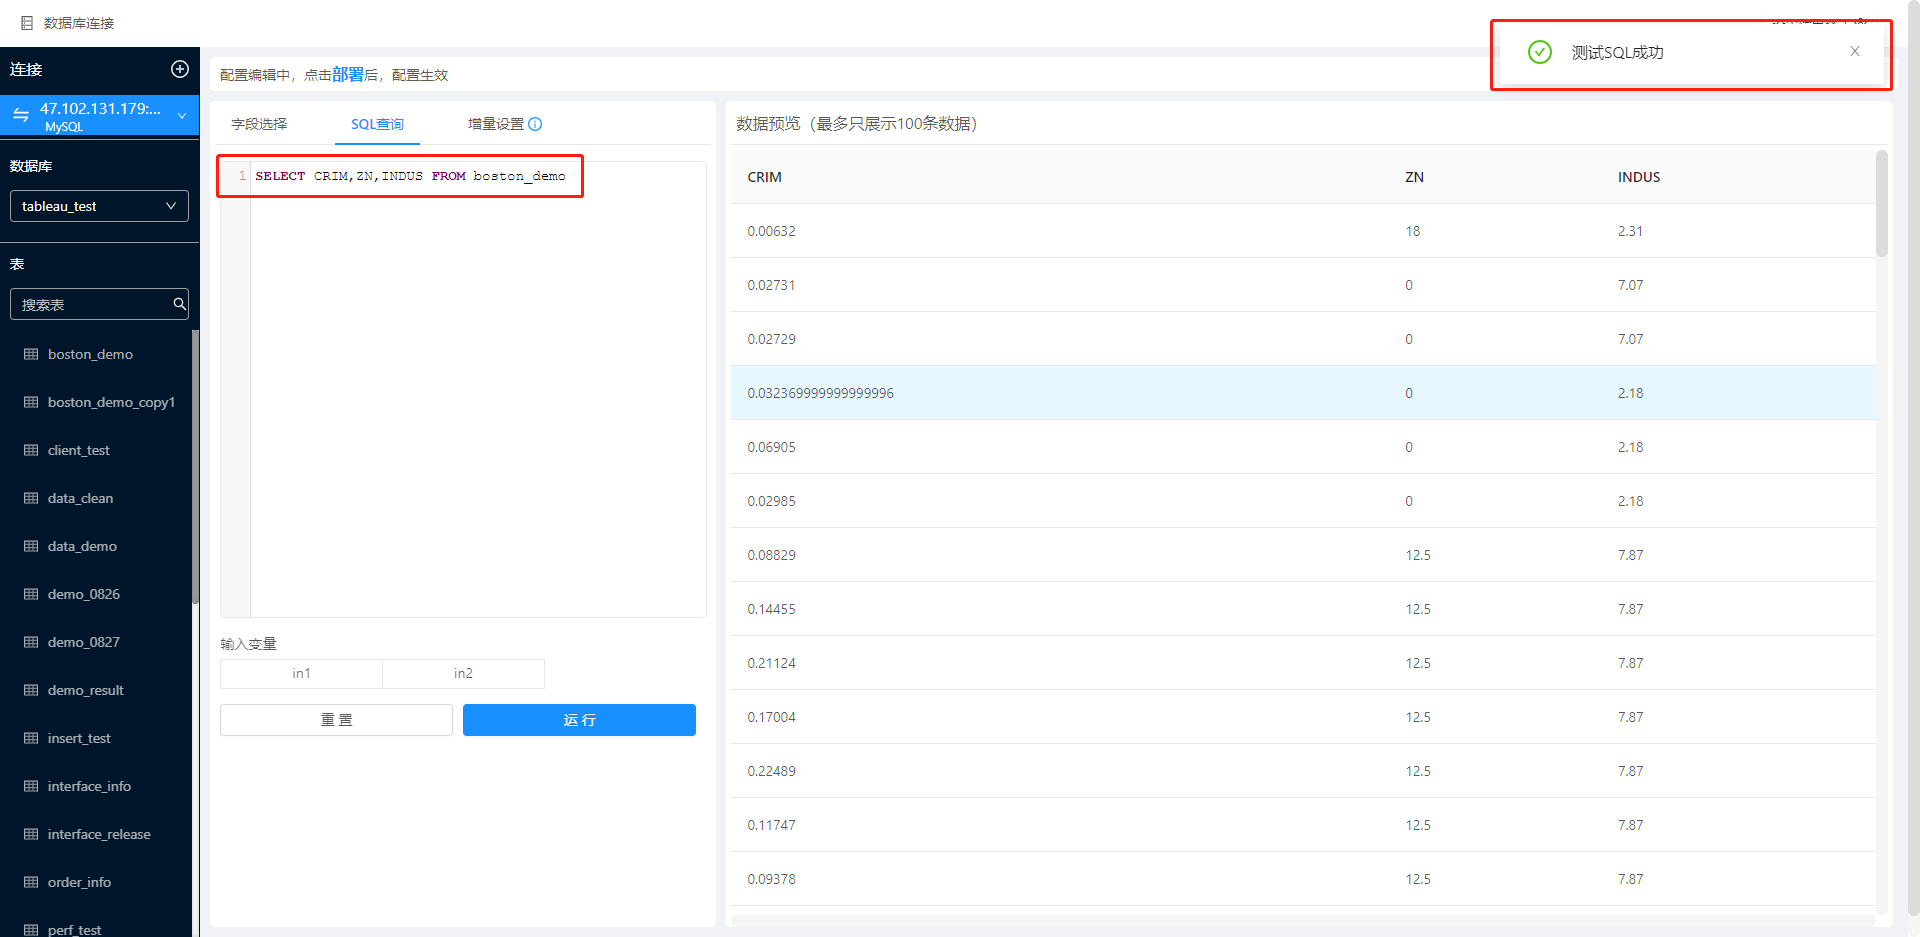 数据库连接
测试SQL成功
连接
47.102.131.179:...
MySQL
数据库
tableau_test
表
搜索表
boston_demo
boston_demo_copy1
client_test
data_clean
data_demo
demo_0826
demo_0827
demo_result
insert_test
interface_info
interface_release
order_info
perf_test
配置编辑中，点击部署后，配置生效
字段选择 SQL查询 增量设置
1 SELECT CRIM,ZN,INDUS FROM boston_demo
输入变量
in1 in2
重 置 运 行
数据预览（最多只展示100条数据）
CRIM ZN INDUS
0.00632 18 2.31
0.02731 0 7.07
0.02729 0 7.07
0.032369999999999996 0 2.18
0.06905 0 2.18
0.02985 0 2.18
0.08829 12.5 7.87
0.14455 12.5 7.87
0.21124 12.5 7.87
0.17004 12.5 7.87
0.22489 12.5 7.87
0.11747 12.5 7.87
0.09378 12.5 7.87